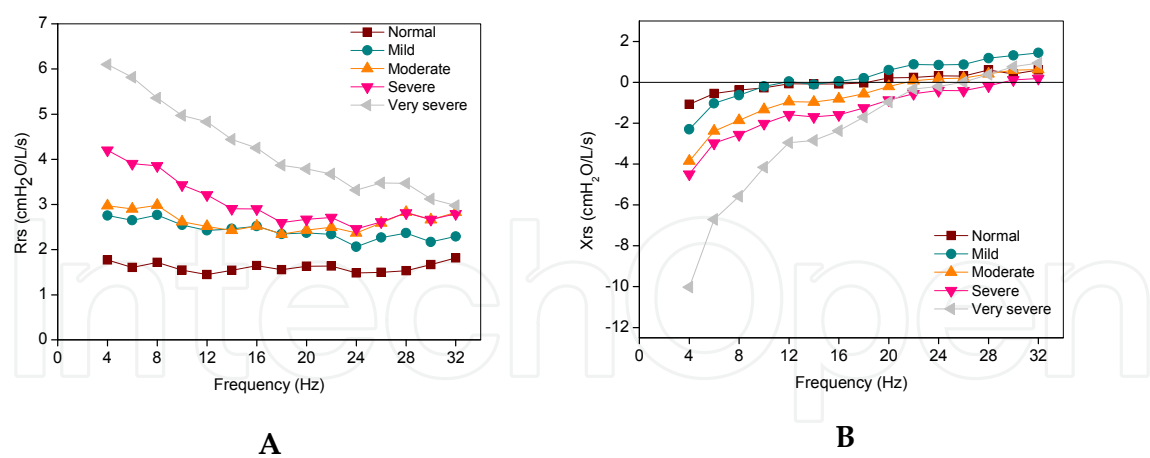 7
6
5
4
3
2
1
0
Rrs (cmH2O/L/s)
Normal
Mild
Moderate
Severe
Very severe
0 4 8 12 16 20 24 28 32
Frequency (Hz)
A
2
0
-2
-4
-6
-8
-10
-12
Xrs (cmH2O/L/s)
Normal
Mild
Moderate
Severe
Very severe
0 4 8 12 16 20 24 28 32
Frequency (Hz)
B
IntechOpen